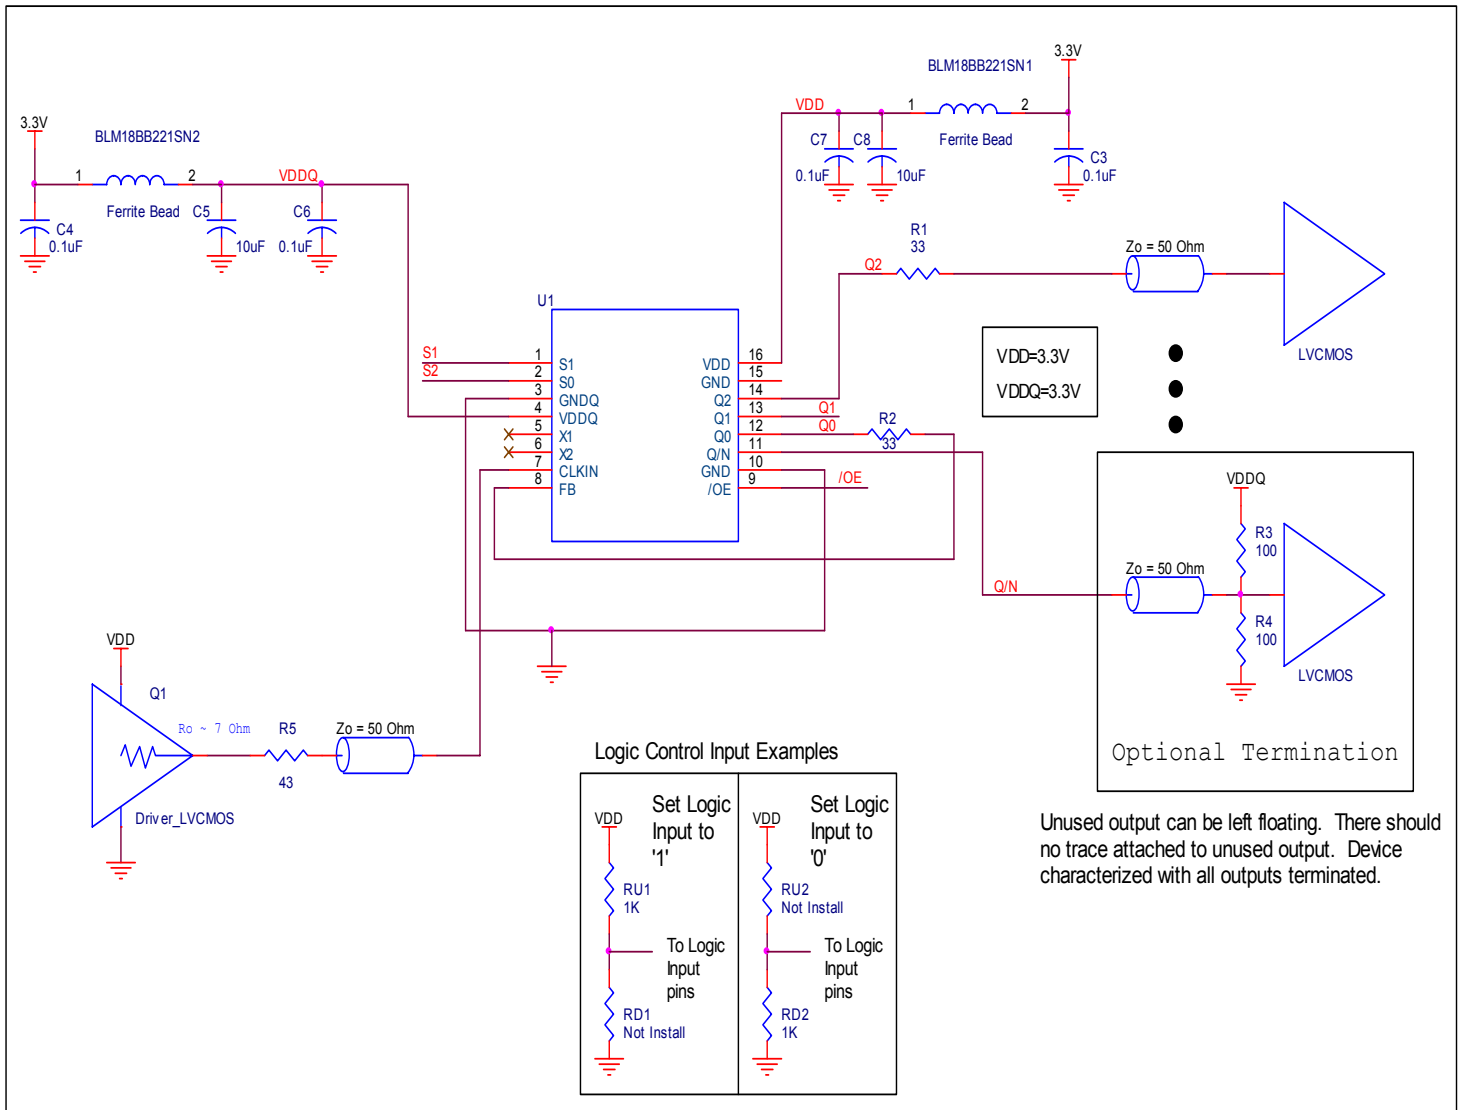 3.3V
BLM18BB221SN1
VDD
1
2
C7
C8
Ferrite Bead
C3
0.1uF
10uF
0.1uF
3.3V
BLM18BB221SN2
1
2
VDDQ
Ferrite Bead
C5
C6
C4
0.1uF
10uF
0.1uF
R1
33
Q2
Zo = 50 Ohm
LVCMOS
VDD=3.3V
VDDQ=3.3V
U1
S1
1
S1
S2
2
S0
3
GNDQ
4
VDDQ
5
X1
6
X2
7
CLKIN
8
FB
VDD
16
GND
15
Q2
14
Q1
13
Q1
Q0
12
Q0
R2
33
Q/N
11
GND
10
/OE
9
/OE
VDDQ
R3
100
Zo = 50 Ohm
Q/N
R4
100
LVCMOS
Optional Termination
VDD
Q1
Ro ~ 7 Ohm
R5
43
Zo = 50 Ohm
Driver_LVCMOS
Logic Control Input Examples
Set Logic
Input to
'1'
VDD
RU1
1K
To Logic
Input
pins
RD1
Not Install
Set Logic
Input to
'0'
VDD
RU2
Not Install
To Logic
Input
pins
RD2
1K
Unused output can be left floating. There should
no trace attached to unused output. Device
characterized with all outputs terminated.